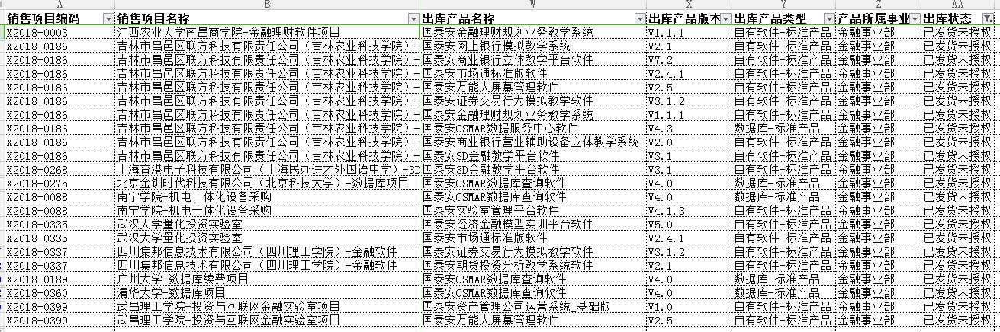 A B W X Y Z AA
销售项目编码 销售项目名称 出库产品名称 出库产品版本 出库产品类型 产品所属事业 出库状态
X2018-0003 江西农业大学南昌商学院-金融理财软件项目 国泰安金融理财规划业务教学系统 V1.1.1 自有软件-标准产品 金融事业部 已发货未授权
X2018-0186 吉林市昌邑区联方科技有限责任公司（吉林农业科技学院）- 国泰安网上银行模拟教学系统 V2.1 自有软件-标准产品 金融事业部 已发货未授权
X2018-0186 吉林市昌邑区联方科技有限责任公司（吉林农业科技学院）- 国泰安商业银行立体教学平台软件 V7.2 自有软件-标准产品 金融事业部 已发货未授权
X2018-0186 吉林市昌邑区联方科技有限责任公司（吉林农业科技学院）- 国泰安市场通标准版软件 V2.4.1 自有软件-标准产品 金融事业部 已发货未授权
X2018-0186 吉林市昌邑区联方科技有限责任公司（吉林农业科技学院）- 国泰安万能大屏幕管理软件 V2.5 自有软件-标准产品 金融事业部 已发货未授权
X2018-0186 吉林市昌邑区联方科技有限责任公司（吉林农业科技学院）- 国泰安证券交易行为模拟教学软件 V3.1.2 自有软件-标准产品 金融事业部 已发货未授权
X2018-0186 吉林市昌邑区联方科技有限责任公司（吉林农业科技学院）- 国泰安金融理财规划业务教学系统 V1.1.1 自有软件-标准产品 金融事业部 已发货未授权
X2018-0186 吉林市昌邑区联方科技有限责任公司（吉林农业科技学院）- 国泰安CSMAR数据服务中心软件 V4.3 数据库-标准产品 金融事业部 已发货未授权
X2018-0186 吉林市昌邑区联方科技有限责任公司（吉林农业科技学院）- 国泰安商业银行营业辅助设备立体教学系统 V2.0 自有软件-标准产品 金融事业部 已发货未授权
X2018-0186 吉林市昌邑区联方科技有限责任公司（吉林农业科技学院）- 国泰安3D金融教学平台软件 V3.1 自有软件-标准产品 金融事业部 已发货未授权
X2018-0268 上海育港电子科技有限公司（上海民办进才外国语中学）-3D 国泰安3D金融教学平台软件 V3.1 自有软件-标准产品 金融事业部 已发货未授权
X2018-0275 北京金钏时代科技有限公司（北京科技大学）-数据库项目 国泰安CSMAR数据库查询软件 V4.0 数据库-标准产品 金融事业部 已发货未授权
X2018-0088 南宁学院-机电一体化设备采购 国泰安CSMAR数据库查询软件 V4.0 数据库-标准产品 金融事业部 已发货未授权
X2018-0088 南宁学院-机电一体化设备采购 国泰安实验室管理平台软件 V4.1.3 自有软件-标准产品 金融事业部 已发货未授权
X2018-0335 武汉大学量化投资实验室 国泰安经济金融模型实训平台软件 V5.0 自有软件-标准产品 金融事业部 已发货未授权
X2018-0335 武汉大学量化投资实验室 国泰安市场通标准版软件 V2.4.1 自有软件-标准产品 金融事业部 已发货未授权
X2018-0337 四川集邦信息技术有限公司（四川理工学院）-金融软件 国泰安证券交易行为模拟教学软件 V3.1.2 自有软件-标准产品 金融事业部 已发货未授权
X2018-0337 四川集邦信息技术有限公司（四川理工学院）-金融软件 国泰安期货投资分析教学系统软件 V2.1 自有软件-标准产品 金融事业部 已发货未授权
X2018-0189 广州大学-数据库续费项目 国泰安CSMAR数据库查询软件 V4.0 数据库-标准产品 金融事业部 已发货未授权
X2018-0360 清华大学-数据库项目 国泰安CSMAR数据库查询软件 V4.0 数据库-标准产品 金融事业部 已发货未授权
X2018-0399 武昌理工学院-投资与互联网金融实验室项目 国泰安资产管理公司运营系统_基础版 V1.0 自有软件-标准产品 金融事业部 已发货未授权
X2018-0399 武昌理工学院-投资与互联网金融实验室项目 国泰安万能大屏幕管理软件 V2.5 自有软件-标准产品 金融事业部 已发货未授权